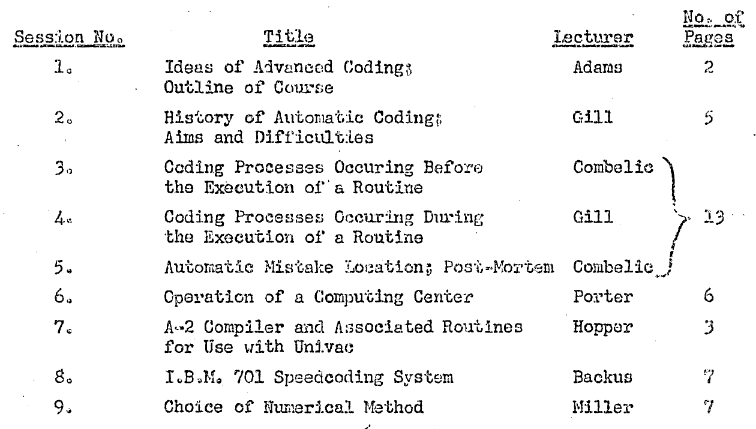 No. of
Session No. Title Lecturer Pages
1. Ideas of Advanced Coding; Adams 2
Outline of Course
2. History of Automatic Coding; Gill 5
Aims and Difficulties
3. Coding Processes Occuring Before Combelic
the Execution of a Routine
4. Coding Processes Occuring During Gill 13
the Execution of a Routine
5. Automatic Mistake Location; Post-Mortem Combelic
6. Operation of a Computing Center Porter 6
7. A-2 Compiler and Associated Routines Hopper 3
for Use with Univac
8. I.B.M. 701 Speedcoding System Backus 7
9. Choice of Numerical Method Miller 7